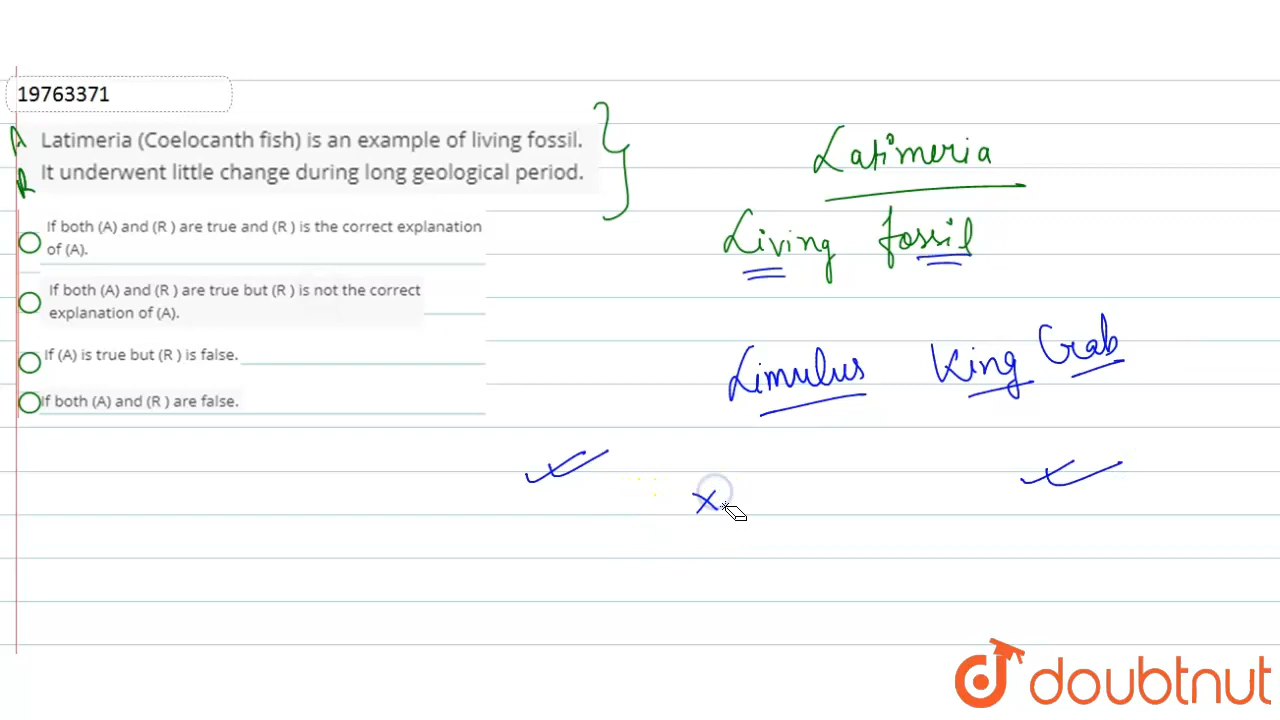 19763371
A Latimeria (Coelocanth fish) is an example of living fossil.
R It underwent little change during long geological period.
If both (A) and (R ) are true and (R ) is the correct explanation
of (A).
If both (A) and (R ) are true but (R ) is not the correct
explanation of (A).
If (A) is true but (R ) is false.
If both (A) and (R ) are false.
Latimeria
Living fossil
Limulus King Crab
x
doubtnut